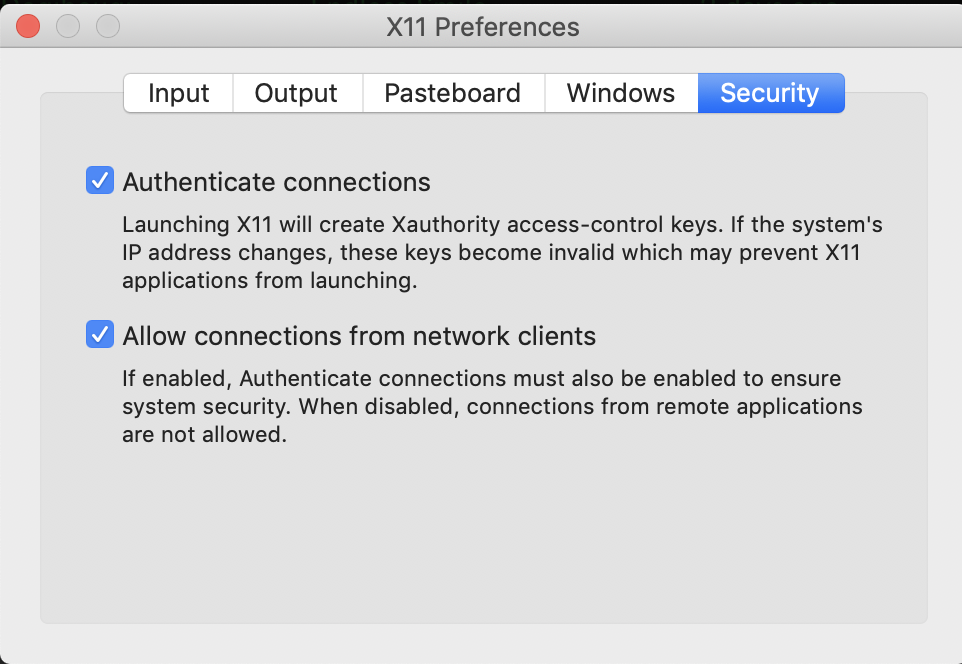 X11 Preferences
Input Output Pasteboard Windows Security
Authenticate connections
Launching X11 will create Xauthority access-control keys. If the system's
IP address changes, these keys become invalid which may prevent X11
applications from launching.
Allow connections from network clients
If enabled, Authenticate connections must also be enabled to ensure
system security. When disabled, connections from remote applications
are not allowed.